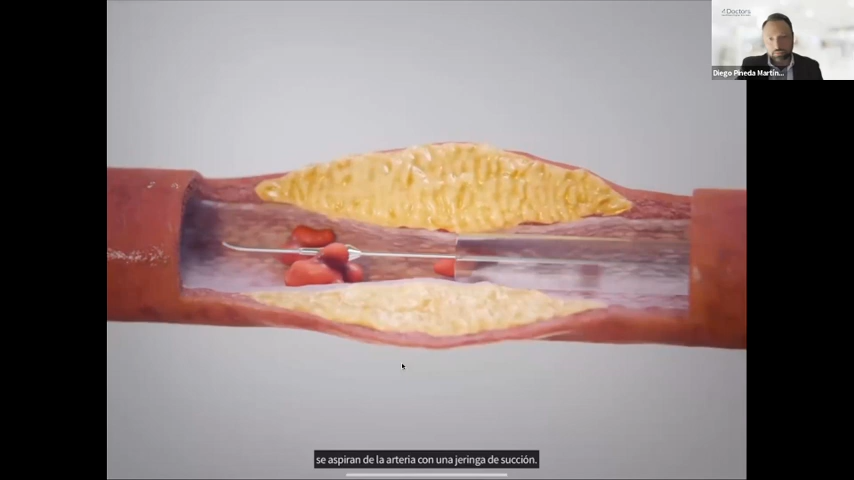 Doctors
Diego Pineda Martín...
se aspiran de la arteria con una jeringa de succión.